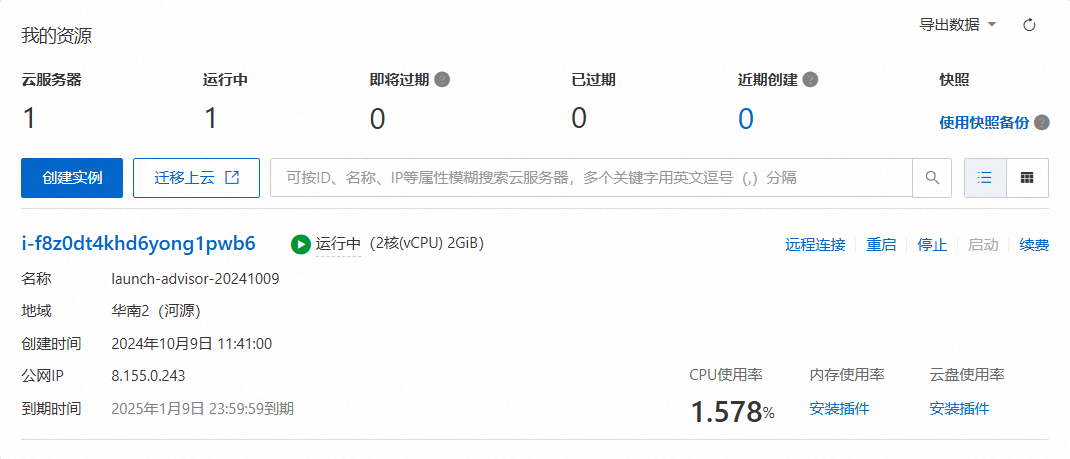 我的资源 导出数据
云服务器 运行中 即将过期 已过期 近期创建 快照
1 1 0 0 0 使用快照备份
创建实例 迁移上云 可按ID、名称、IP等属性模糊搜索云服务器，多个关键字用英文逗号（,）分隔
i-f8z0dt4khd6yong1pwb6 运行中（2核(vCPU) 2GiB） 远程连接 重启 停止 启动 续费
名称 launch-advisor-20241009
地域 华南2（河源）
创建时间 2024年10月9日 11:41:00
公网IP 8.155.0.243 CPU使用率 内存使用率 云盘使用率
到期时间 2025年1月9日 23:59:59到期 1.578% 安装插件 安装插件